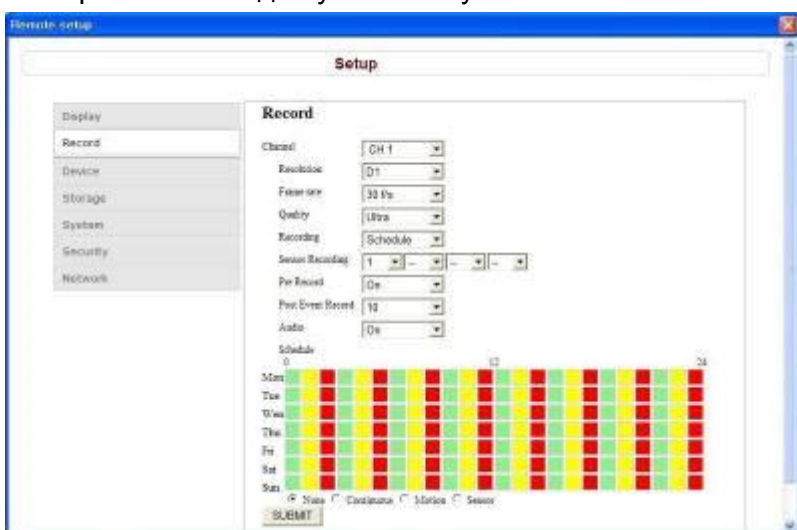 Remote setup
Setup
Display
Record
Device
Storage
System
Security
Network
Record
Channel CH 1
Resolution D1
Frame rate 30 f/s
Quality Ultra
Recording Schedule
Sensor Recording 1 -- -- --
Pre Record On
Post Event Record 10
Audio On
Schedule
0 12 24
Mon
Tue
Wed
Thu
Fri
Sat
Sun
None Continuous Motion Sensor
SUBMIT